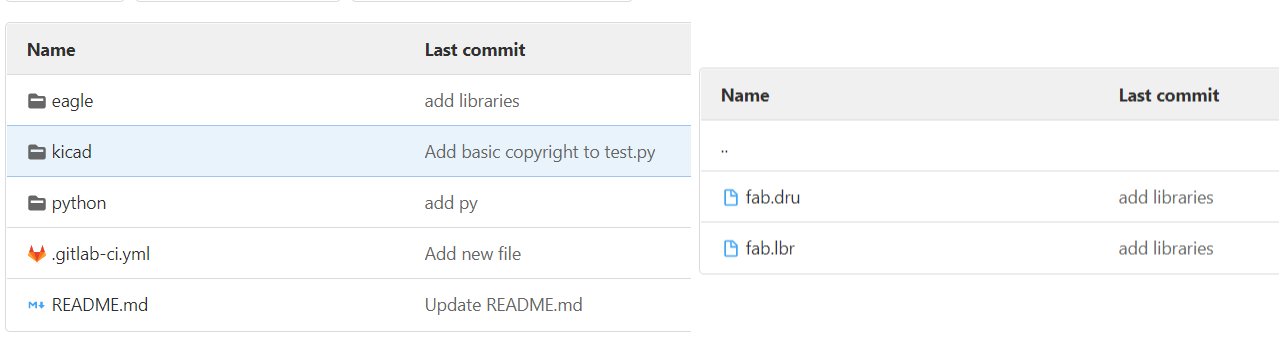 Name Last commit
eagle add libraries
kicad Add basic copyright to test.py
python add py
.gitlab-ci.yml Add new file
README.md Update README.md
Name Last commit
..
fab.dru add libraries
fab.lbr add libraries